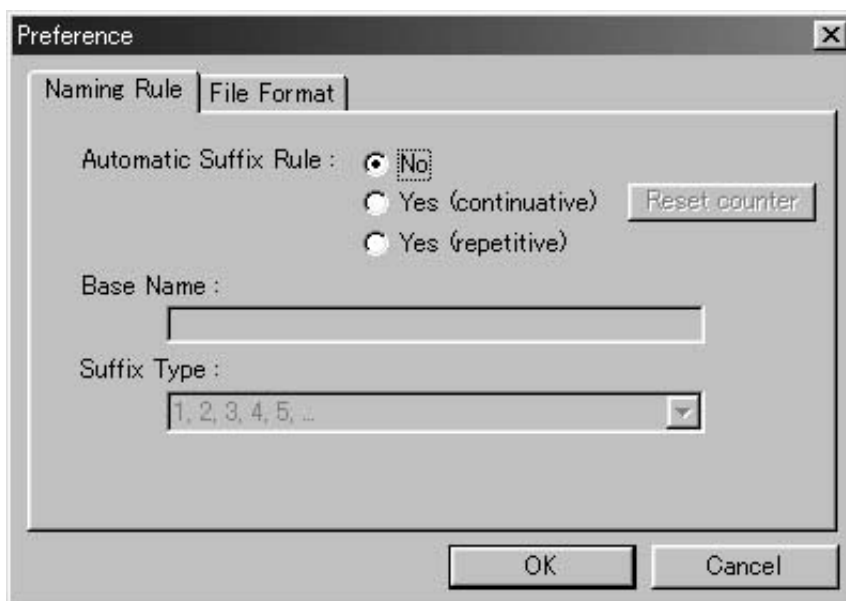 Preference
Naming Rule File Format
Automatic Suffix Rule : No
Yes (continuative) Reset counter
Yes (repetitive)
Base Name :
Suffix Type :
1, 2, 3, 4, 5, ...
OK Cancel